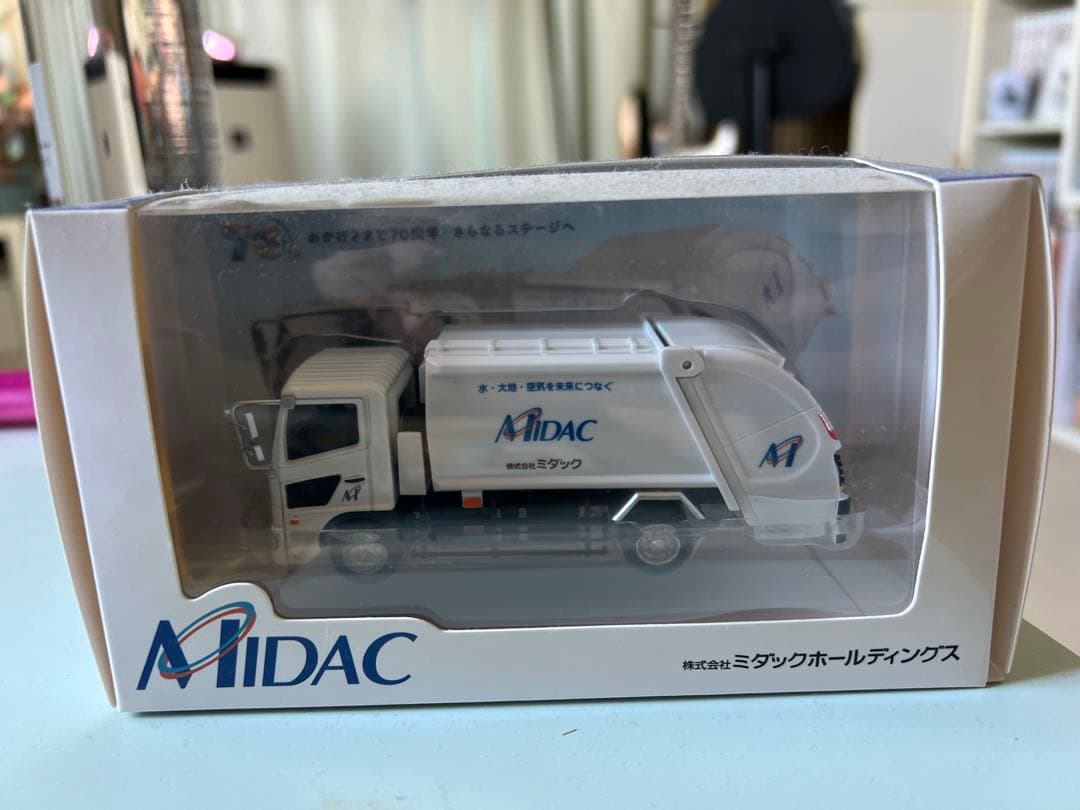 70 おかげさまで70周年 さらなるステージへ
水・大地・空気を未来につなぐ
MIDAC
株式会社ミダック
M
M
MIDAC
株式会社ミダックホールディングス